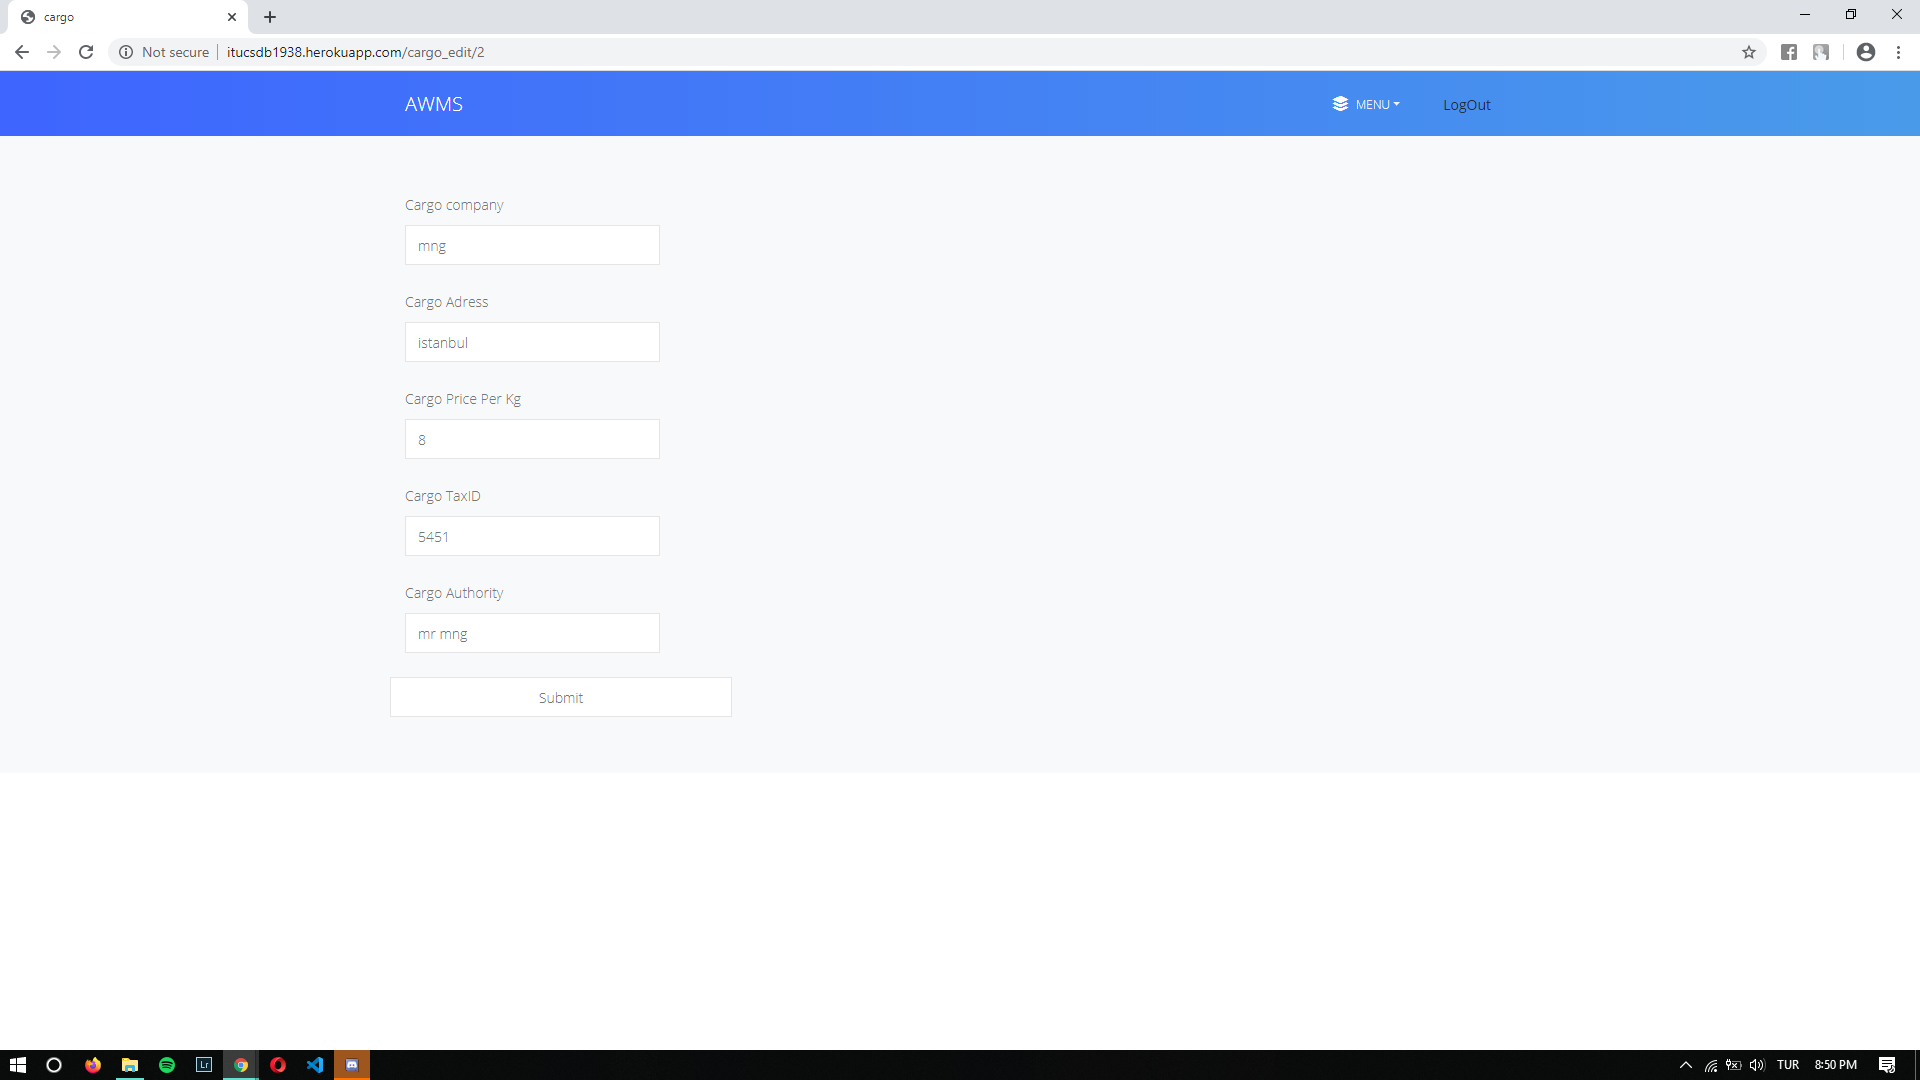 cargo
Not secure
itucsdb1938.herokuapp.com/cargo_edit/2
AWMS
MENU
LogOut
Cargo company
mng
Cargo Adress
istanbul
Cargo Price Per Kg
8
Cargo TaxID
5451
Cargo Authority
mr mng
Submit
Lr
TUR
8:50 PM